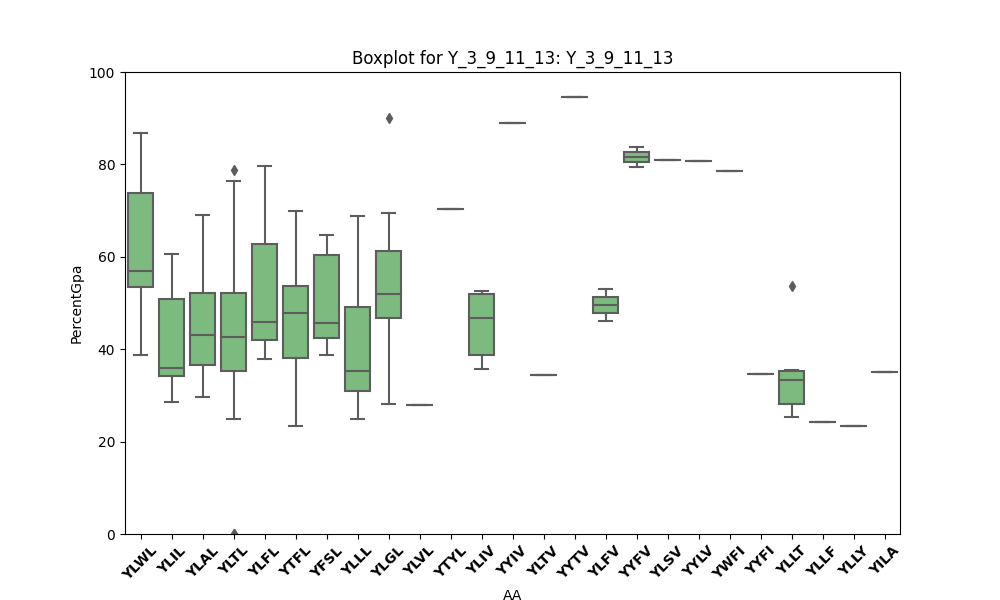 Boxplot for Y_3_9_11_13: Y_3_9_11_13
100
80
60
40
20
0
PercentGpa
YLWL YLIL YLAL YLTL YLFL YTFL YFSL YLLL YLGL YLVL YTYL YLIV YYIV YLTV YYTV YLFV YYFV YLSV YYLV YWFI YYFI YLLT YLLF YLLY YILA
AA